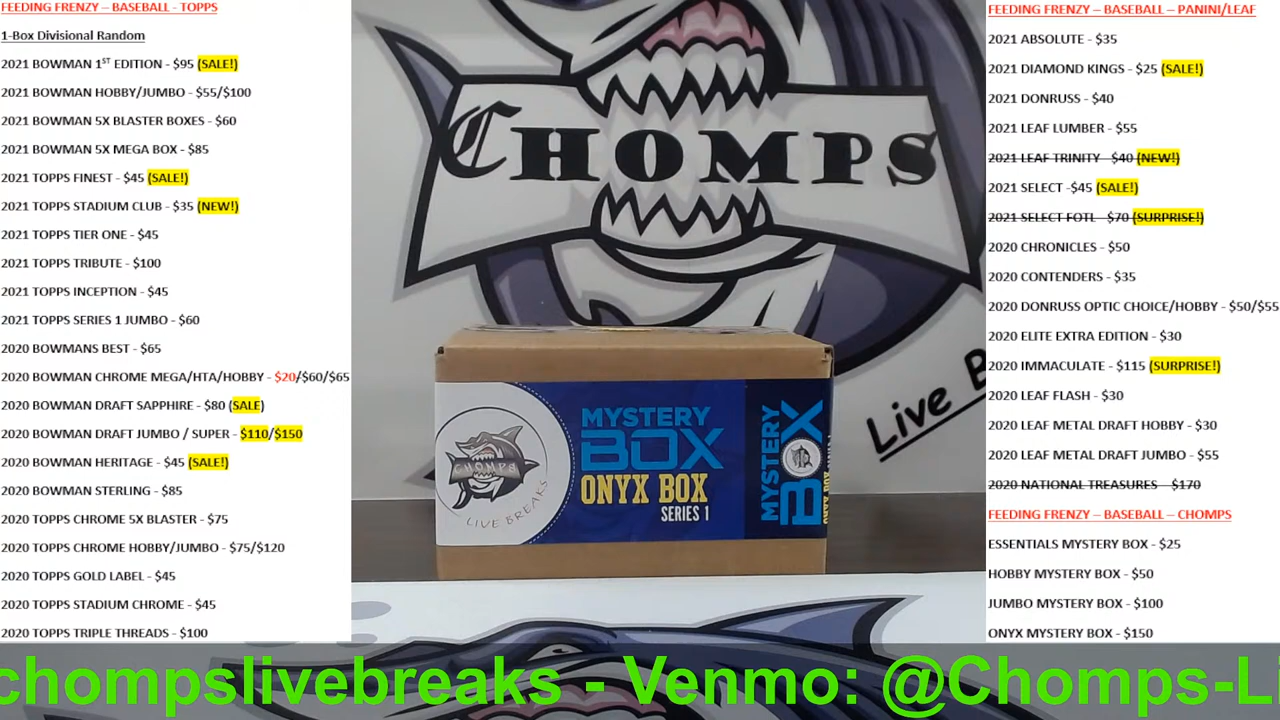 FEEDING FRENZY – BASEBALL - TOPPS
1-Box Divisional Random
2021 BOWMAN 1ST EDITION - $95 (SALE!)
2021 BOWMAN HOBBY/JUMBO - $55/$100
2021 BOWMAN 5X BLASTER BOXES - $60
2021 BOWMAN 5X MEGA BOX - $85
2021 TOPPS FINEST - $45 (SALE!)
2021 TOPPS STADIUM CLUB - $35 (NEW!)
2021 TOPPS TIER ONE - $45
2021 TOPPS TRIBUTE - $100
2021 TOPPS INCEPTION - $45
2021 TOPPS SERIES 1 JUMBO - $60
2020 BOWMANS BEST - $65
2020 BOWMAN CHROME MEGA/HTA/HOBBY - $20/$60/$65
2020 BOWMAN DRAFT SAPPHIRE - $80 (SALE)
2020 BOWMAN DRAFT JUMBO / SUPER - $110/$150
2020 BOWMAN HERITAGE - $45 (SALE!)
2020 BOWMAN STERLING - $85
2020 TOPPS CHROME 5X BLASTER - $75
2020 TOPPS CHROME HOBBY/JUMBO - $75/$120
2020 TOPPS GOLD LABEL - $45
2020 TOPPS STADIUM CHROME - $45
2020 TOPPS TRIPLE THREADS - $100
CHOMPS
Live B
CHOMPS
LIVE BREAKS
MYSTERY
BOX
ONYX BOX
SERIES 1
MYSTERY
BOX
FEEDING FRENZY – BASEBALL – PANINI/LEAF
2021 ABSOLUTE - $35
2021 DIAMOND KINGS - $25 (SALE!)
2021 DONRUSS - $40
2021 LEAF LUMBER - $55
2021 LEAF TRINITY - $40 (NEW!)
2021 SELECT -$45 (SALE!)
2021 SELECT FOTL - $70 (SURPRISE!)
2020 CHRONICLES - $50
2020 CONTENDERS - $35
2020 DONRUSS OPTIC CHOICE/HOBBY - $50/$55
2020 ELITE EXTRA EDITION - $30
2020 IMMACULATE - $115 (SURPRISE!)
2020 LEAF FLASH - $30
2020 LEAF METAL DRAFT HOBBY - $30
2020 LEAF METAL DRAFT JUMBO - $55
2020 NATIONAL TREASURES - $170
FEEDING FRENZY – BASEBALL – CHOMPS
ESSENTIALS MYSTERY BOX - $25
HOBBY MYSTERY BOX - $50
JUMBO MYSTERY BOX - $100
ONYX MYSTERY BOX - $150
chompslivebreaks - Venmo: @Chomps-Li